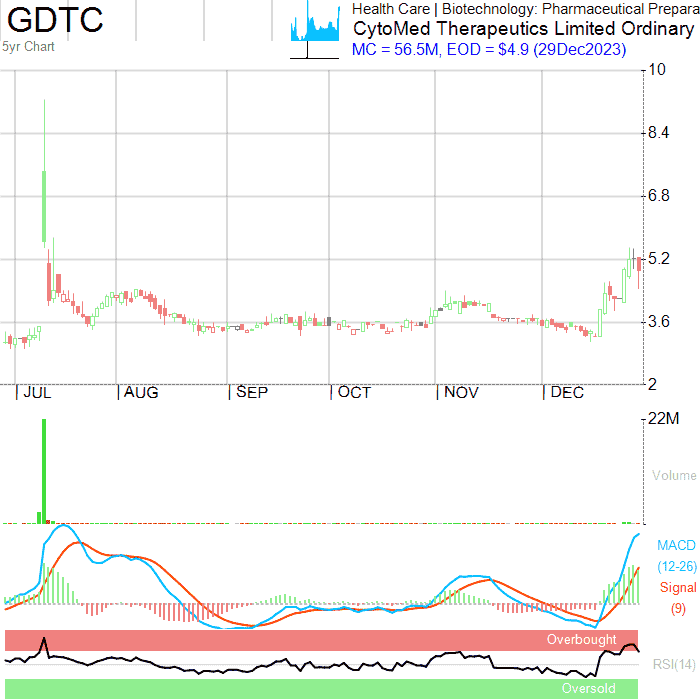 GDTC
5yr Chart
Health Care | Biotechnology: Pharmaceutical Prepara
CytoMed Therapeutics Limited Ordinary
MC = 56.5M, EOD = $4.9 (29Dec2023)
10
8.4
6.8
5.2
3.6
2
JUL AUG SEP OCT NOV DEC
22M
Volume
MACD
(12-26)
Signal
(9)
Overbought
RSI(14)
Oversold